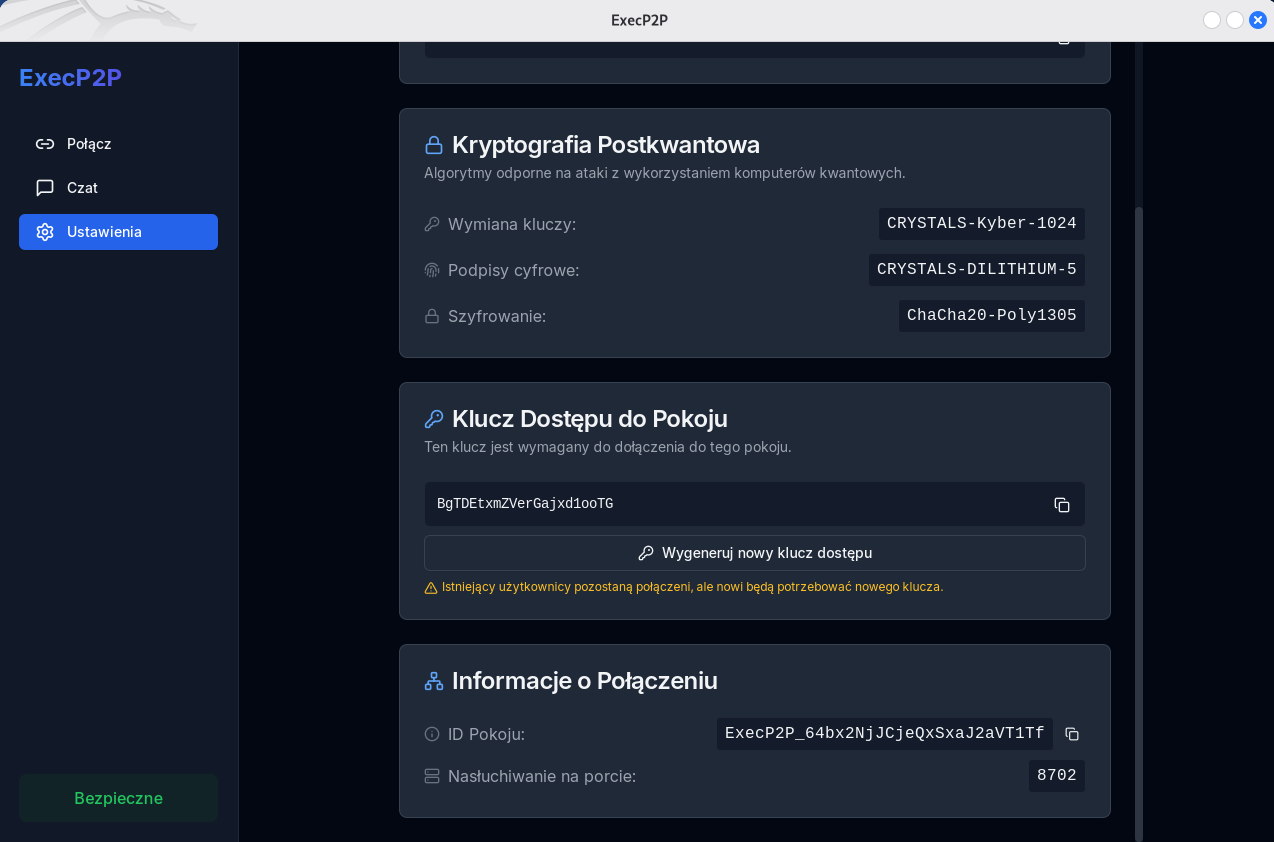 ExecP2P
ExecP2P
Połącz
Czat
Ustawienia
Bezpieczne
Kryptografia Postkwantowa
Algorytmy odporne na ataki z wykorzystaniem komputerów kwantowych.
Wymiana kluczy: CRYSTALS-Kyber-1024
Podpisy cyfrowe: CRYSTALS-DILITHIUM-5
Szyfrowanie: ChaCha20-Poly1305
Klucz Dostępu do Pokoju
Ten klucz jest wymagany do dołączenia do tego pokoju.
BgTDEtxmZVerGajxd1ooTG
Wygeneruj nowy klucz dostępu
Istniejący użytkownicy pozostaną połączeni, ale nowi będą potrzebować nowego klucza.
Informacje o Połączeniu
ID Pokoju: ExecP2P_64bx2NjJCjeQxSxaJ2aVT1Tf
Nasłuchiwanie na porcie: 8702